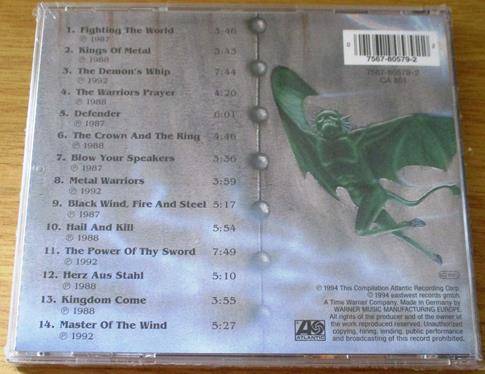 1. Fighting The World 3:46
℗ 1987
2. Kings Of Metal 3:43
℗ 1988
3. The Demon's Whip 7:44
℗ 1992
4. The Warriors Prayer 4:20
℗ 1988
5. Defender 6:01
℗ 1987
6. The Crown And The Ring 4:46
℗ 1988
7. Blow Your Speakers 3:36
℗ 1987
8. Metal Warriors 3:59
℗ 1992
9. Black Wind, Fire And Steel 5:17
℗ 1987
10. Hail And Kill 5:54
℗ 1988
11. The Power Of Thy Sword 7:49
℗ 1992
12. Herz Aus Stahl 5:10
℗ 1988
13. Kingdom Come 3:55
℗ 1988
14. Master Of The Wind 5:27
℗ 1992
7567-80579-2
7567-80579-2
CA 851
℗ 1994 This Compilation Atlantic Recording Corp.
© 1994 eastwest records gmbh.
A Time Warner Company. Made in Germany by
WARNER MUSIC MANUFACTURING EUROPE.
All rights of the producer and of the owner of
the work reproduced reserved. Unauthorized
copying, hiring, lending, public performance
and broadcasting of this record prohibited.
ATLANTIC